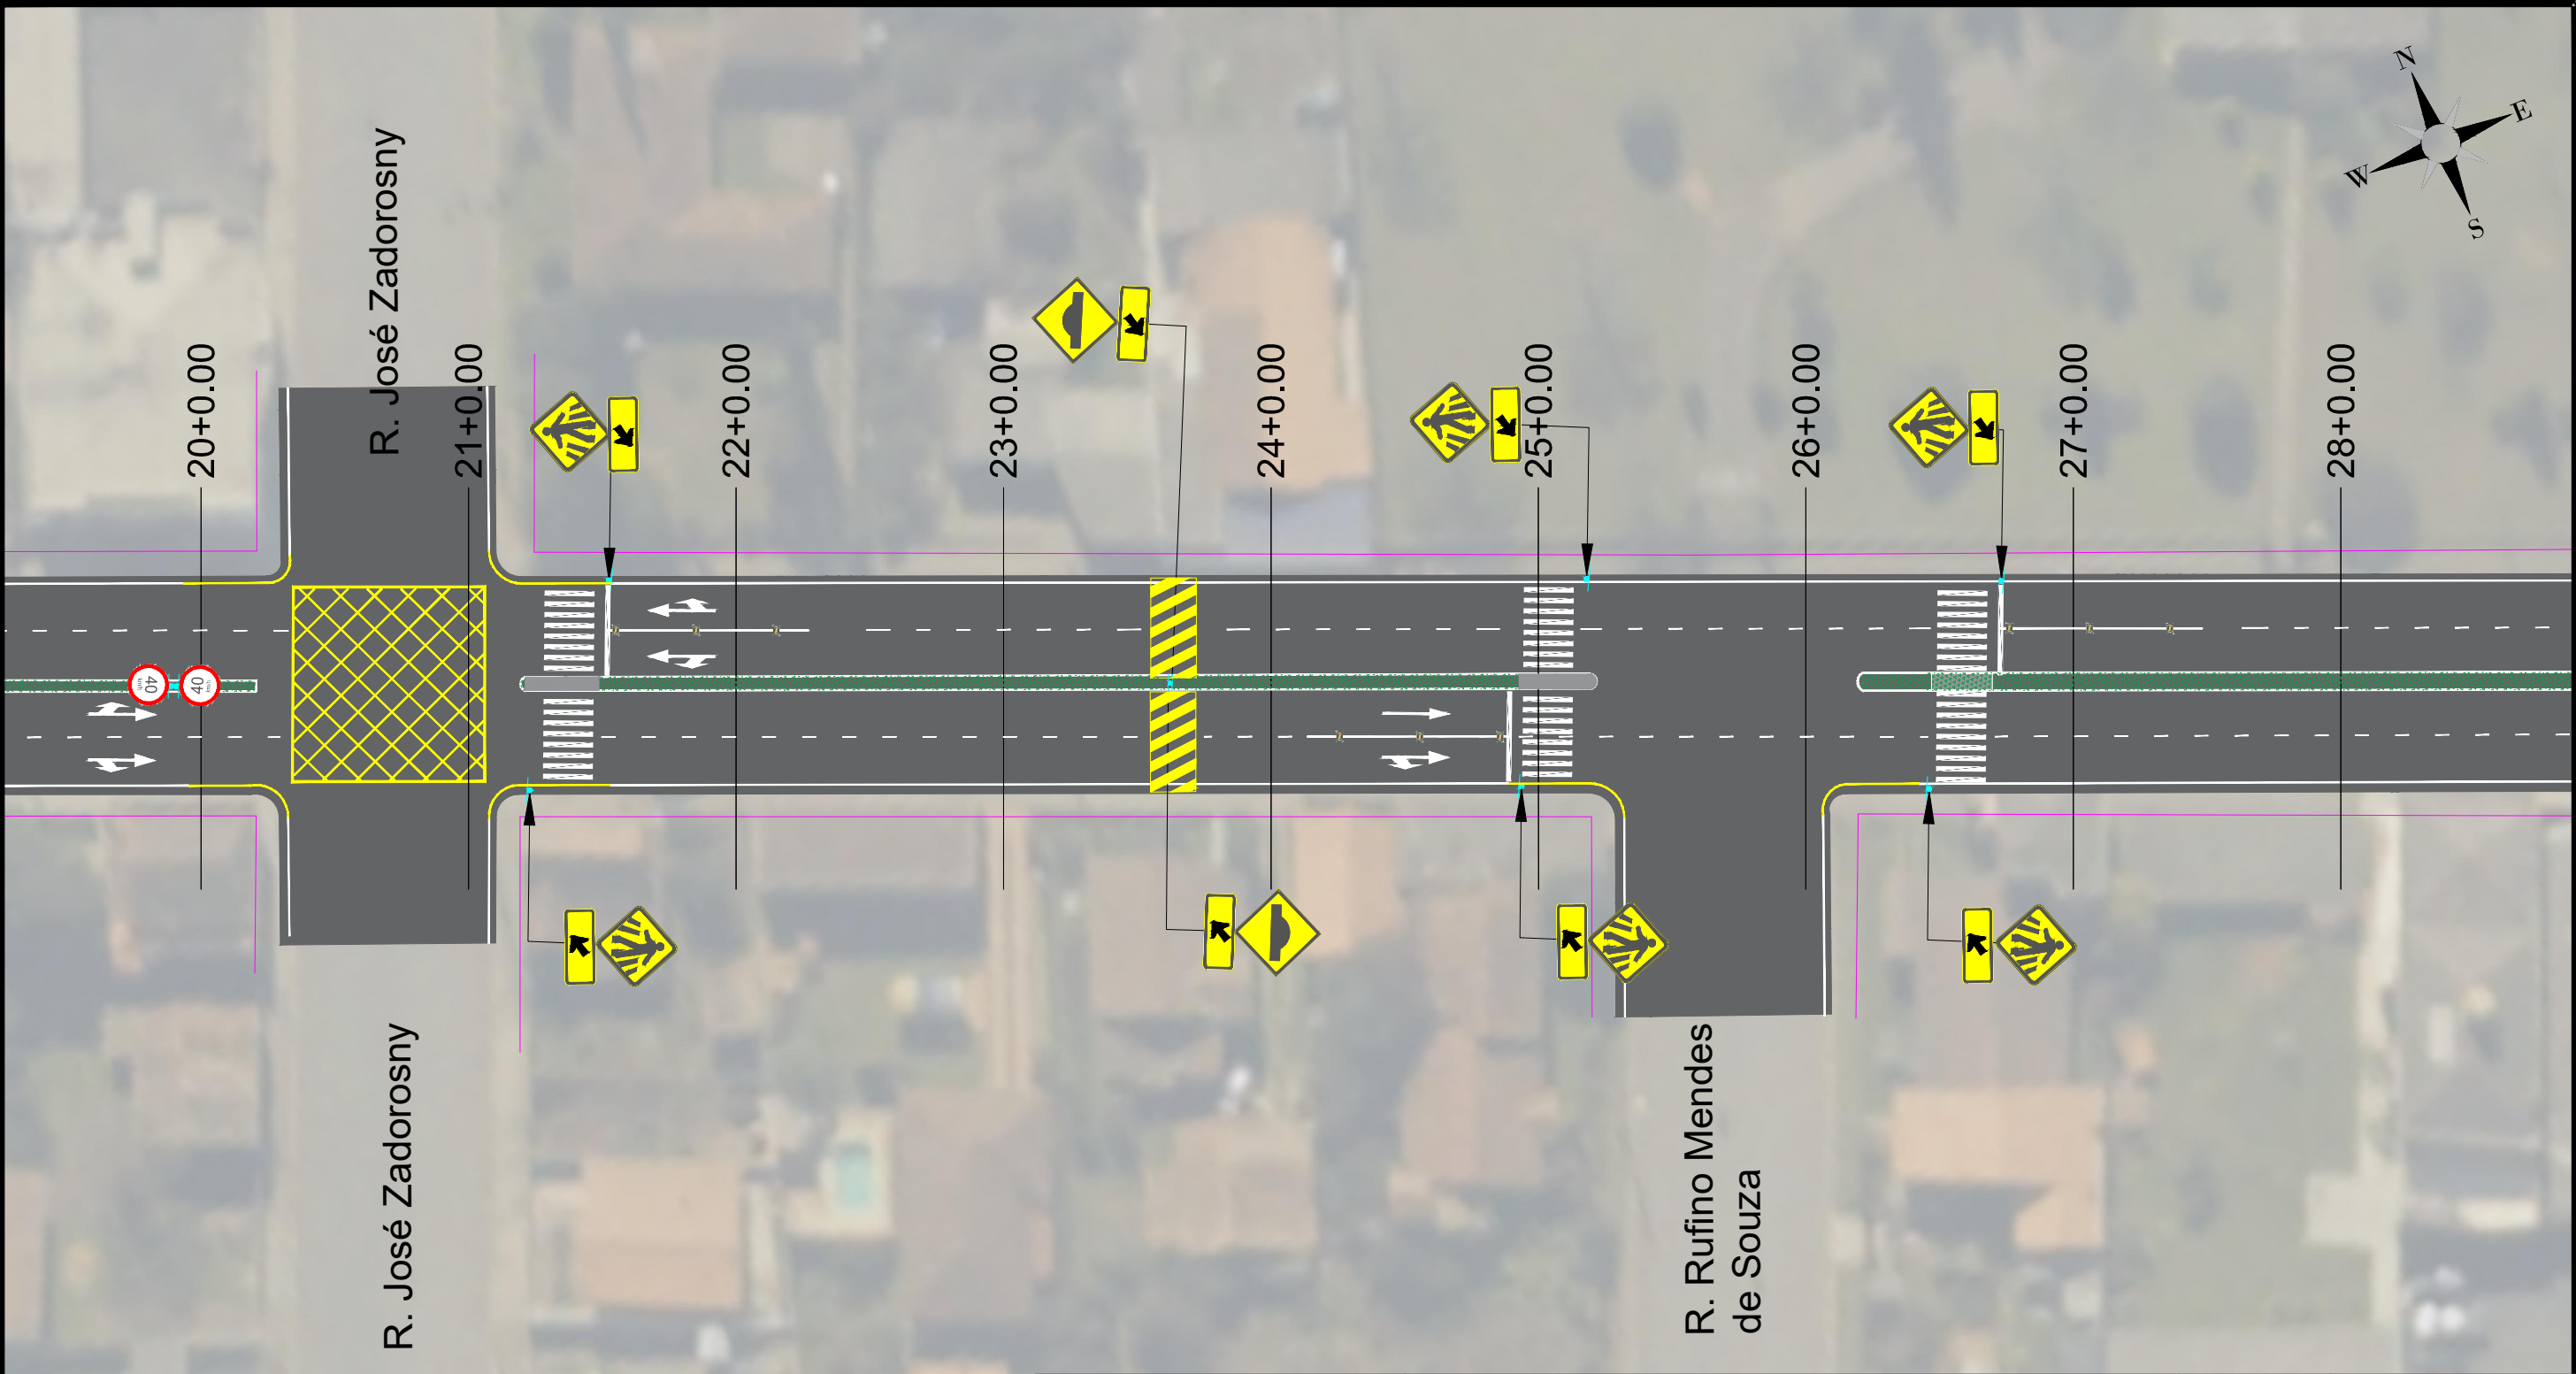 N
E
W
S
R. José Zadorosny
20+0.00
21+0.00
22+0.00
23+0.00
24+0.00
25+0.00
26+0.00
27+0.00
28+0.00
40
40
km/h
R. José Zadorosny
R. Rufino Mendes
de Souza